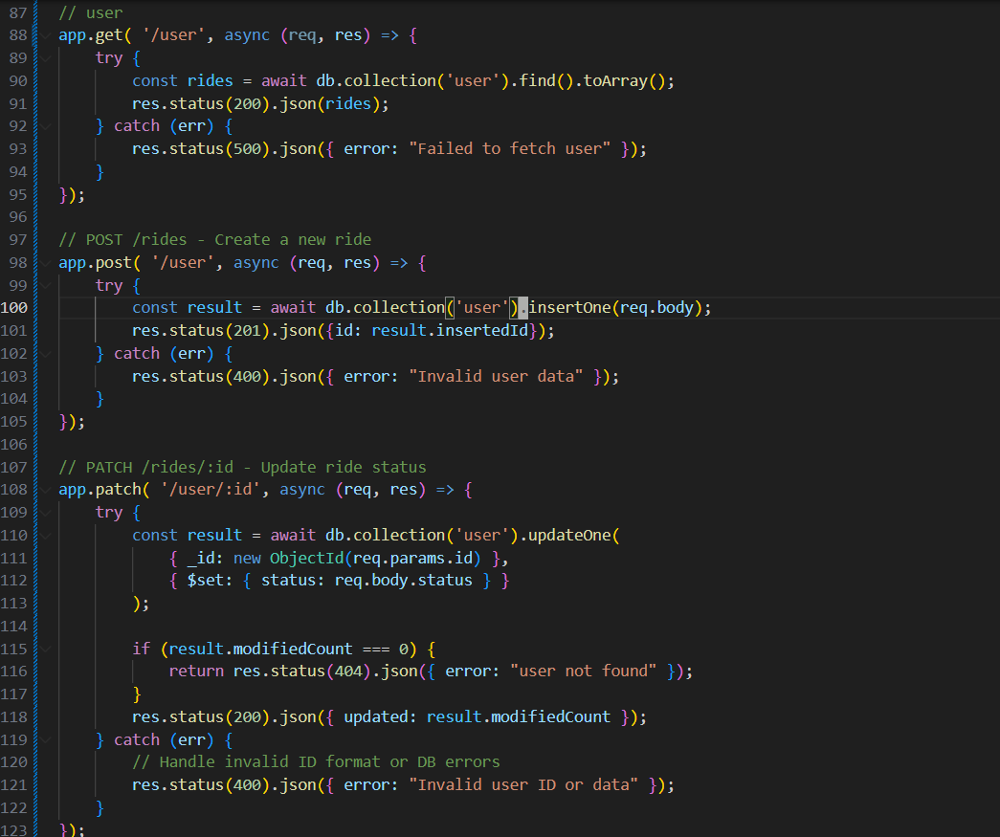 87 // user
88 app.get( '/user', async (req, res) => {
89     try {
90         const rides = await db.collection('user').find().toArray();
91         res.status(200).json(rides);
92     } catch (err) {
93         res.status(500).json({ error: "Failed to fetch user" });
94     }
95 });
96
97 // POST /rides - Create a new ride
98 app.post( '/user', async (req, res) => {
99     try {
100         const result = await db.collection('user').insertOne(req.body);
101         res.status(201).json({id: result.insertedId});
102     } catch (err) {
103         res.status(400).json({ error: "Invalid user data" });
104     }
105 });
106
107 // PATCH /rides/:id - Update ride status
108 app.patch( '/user/:id', async (req, res) => {
109     try {
110         const result = await db.collection('user').updateOne(
111             { _id: new ObjectId(req.params.id) },
112             { $set: { status: req.body.status } }
113         );
114
115         if (result.modifiedCount === 0) {
116             return res.status(404).json({ error: "user not found" });
117         }
118         res.status(200).json({ updated: result.modifiedCount });
119     } catch (err) {
120         // Handle invalid ID format or DB errors
121         res.status(400).json({ error: "Invalid user ID or data" });
122     }
123 });